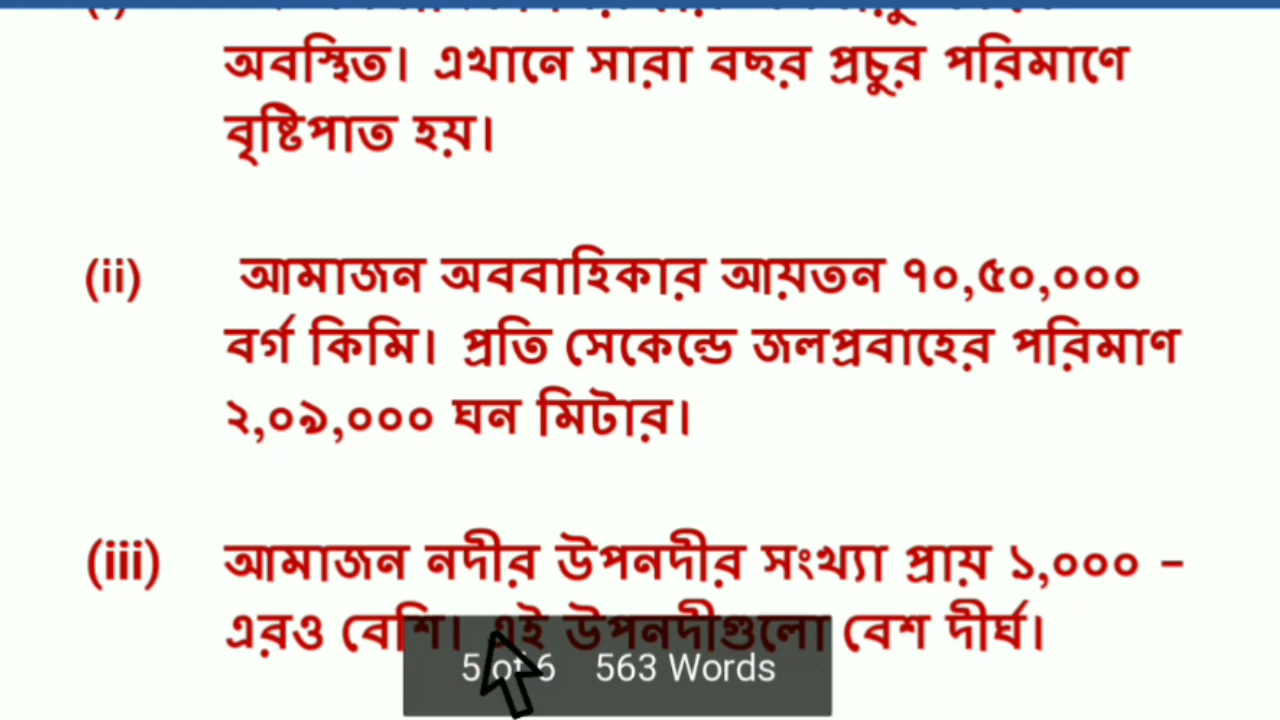 অবস্থিত। এখানে সারা বছর প্রচুর পরিমাণে
বৃষ্টিপাত হয়।
(ii) আমাজন অববাহিকার আয়তন ৭০,৫০,০০০
বর্গ কিমি। প্রতি সেকেন্ডে জলপ্রবাহের পরিমাণ
২,০৯,০০০ ঘন মিটার।
(iii) আমাজন নদীর উপনদীর সংখ্যা প্রায় ১,০০০ –
এরও বেশি। এই উপনদীগুলো বেশ দীর্ঘ।
5 of 6 563 Words